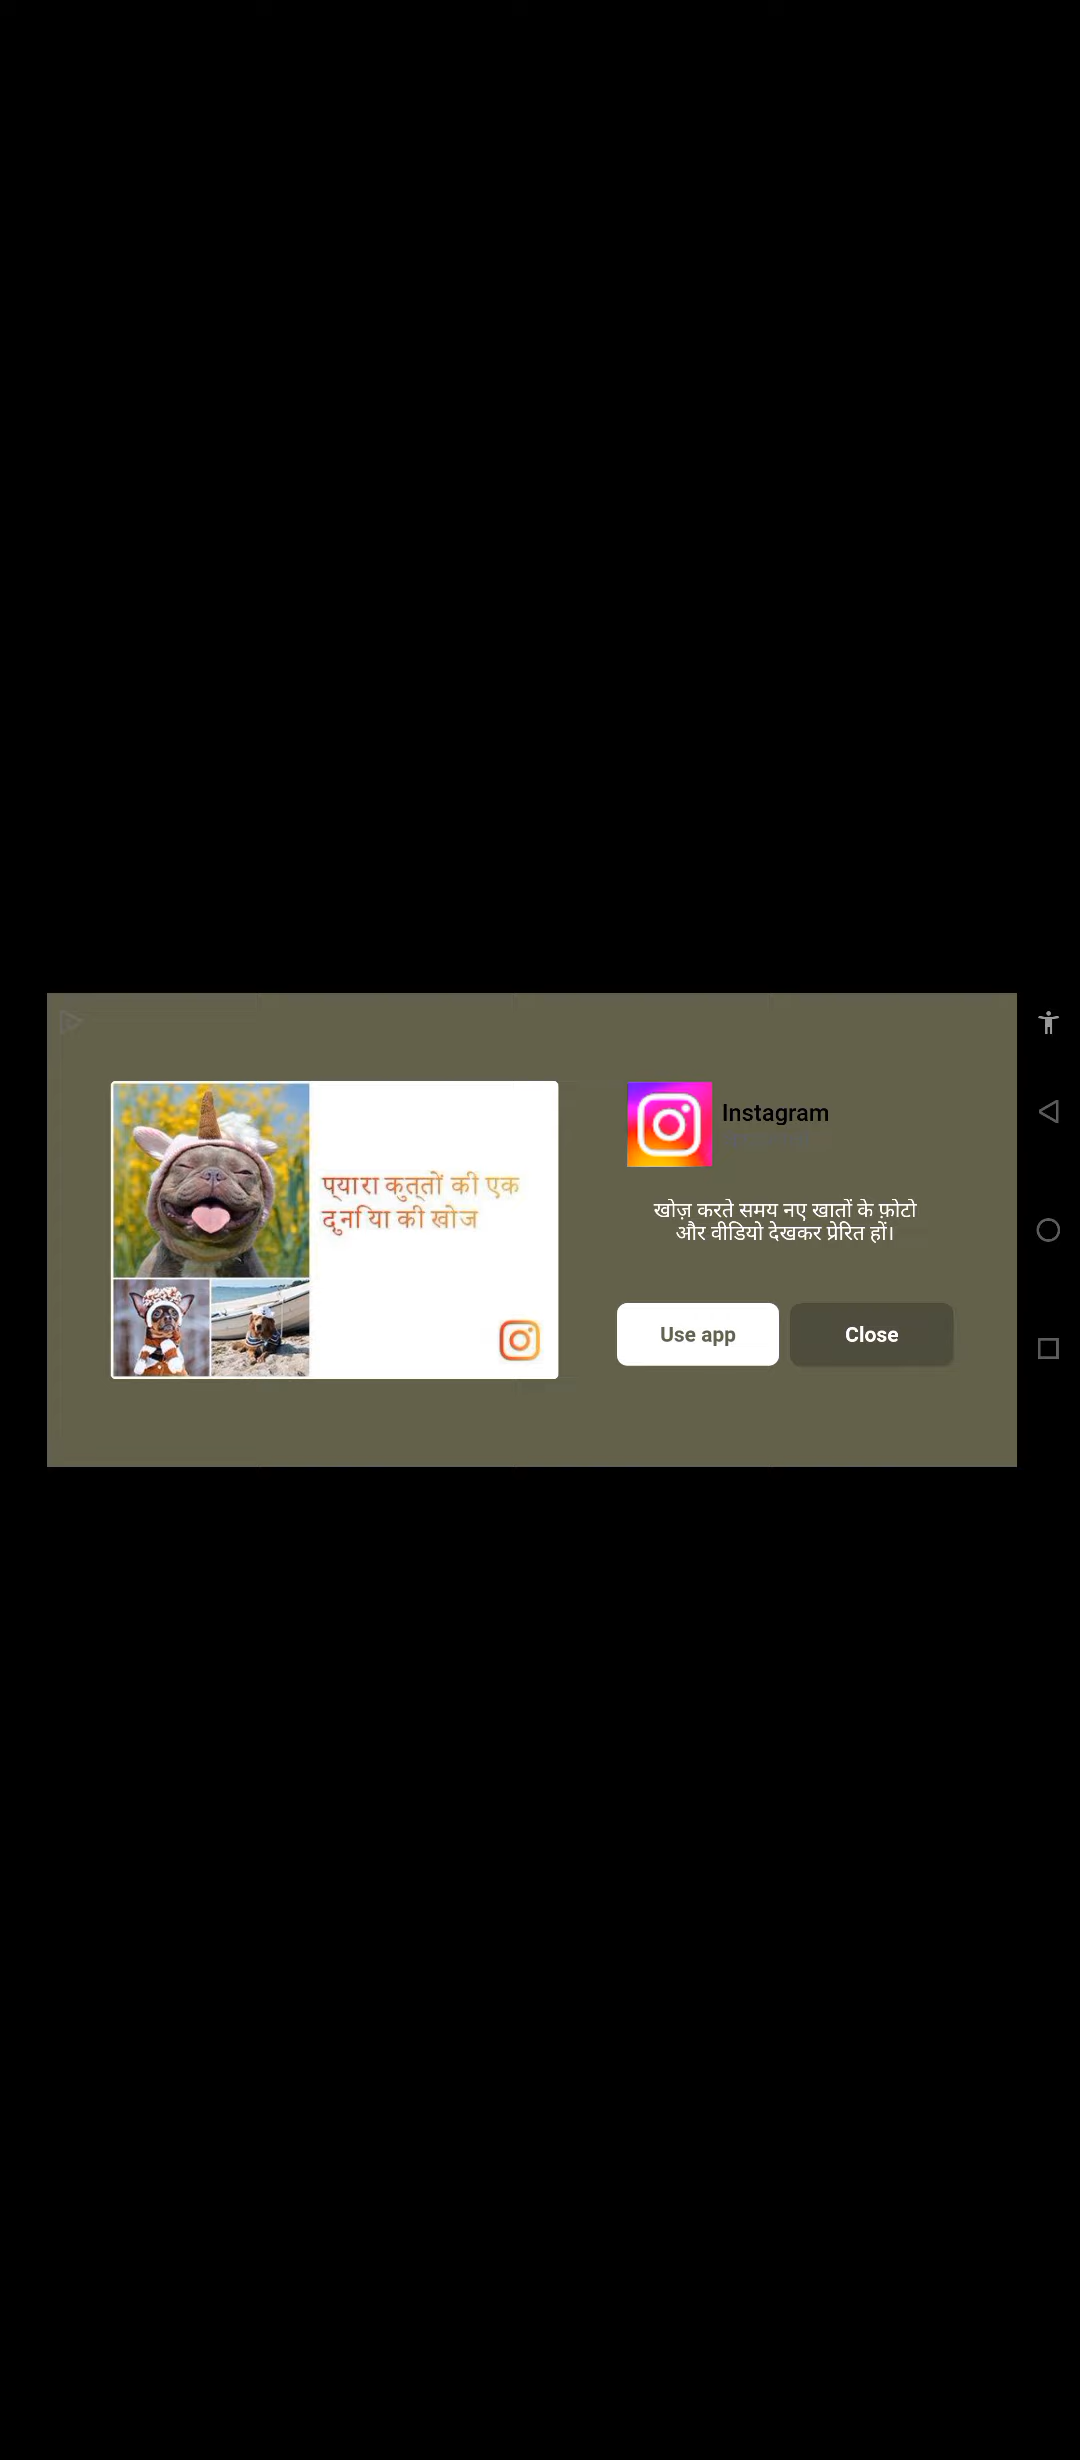 प्यारा कुत्तों की एक
दुनिया की खोज
Instagram
खोज़ करते समय नए खातों के फ़ोटो
और वीडियो देखकर प्रेरित हों।
Use app
Close